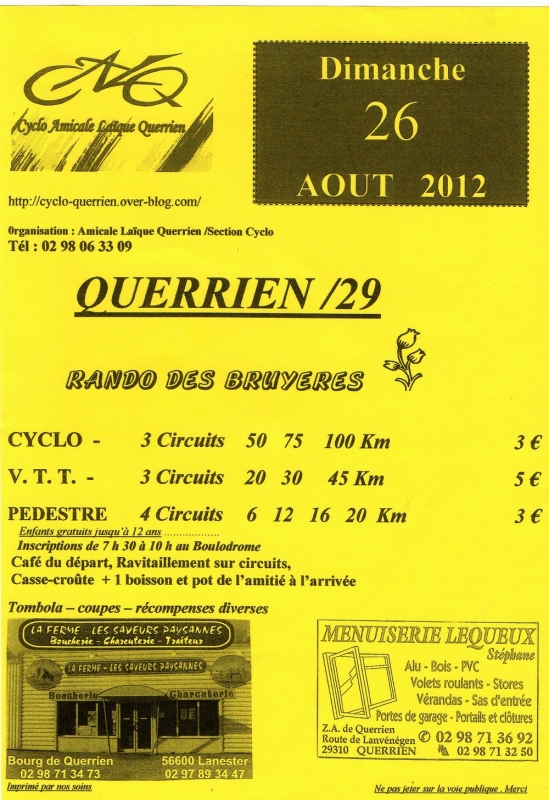 CNQ
Cyclo Amicale Laïque Querrien
Dimanche
26
AOUT 2012
http://cyclo-querrien.over-blog.com/
Organisation : Amicale Laïque Querrien /Section Cyclo
Tél : 02 98 06 33 09
QUERRIEN /29
RANDO DES BRUYERES
CYCLO - 3 Circuits 50 75 100 Km 3 €
V. T. T. - 3 Circuits 20 30 45 Km 5 €
PEDESTRE 4 Circuits 6 12 16 20 Km 3 €
Enfants gratuits jusqu'à 12 ans ....................
Inscriptions de 7 h 30 à 10 h au Boulodrome
Café du départ, Ravitaillement sur circuits,
Casse-croûte + 1 boisson et pot de l'amitié à l'arrivée
Tombola – coupes – récompenses diverses
LA FERME - LES SAVEURS PAYSANNES
Boucherie - Charcuterie - Traiteur
LA FERME - LES SAVEURS PAYSANNES
Boucherie Charcuterie
Bourg de Querrien 56600 Lanester
02 98 71 34 73 02 97 89 34 47
MENUISERIE LEQUEUX
Stéphane
Alu - Bois - PVC
Volets roulants - Stores
Vérandas - Sas d'entrée
Portes de garage - Portails et clôtures
Z.A. de Querrien
Route de Lanvénégen 02 98 71 36 92
29310 QUERRIEN 02 98 71 32 50
Imprimé par nos soins
Ne pas jeter sur la voie publique . Merci